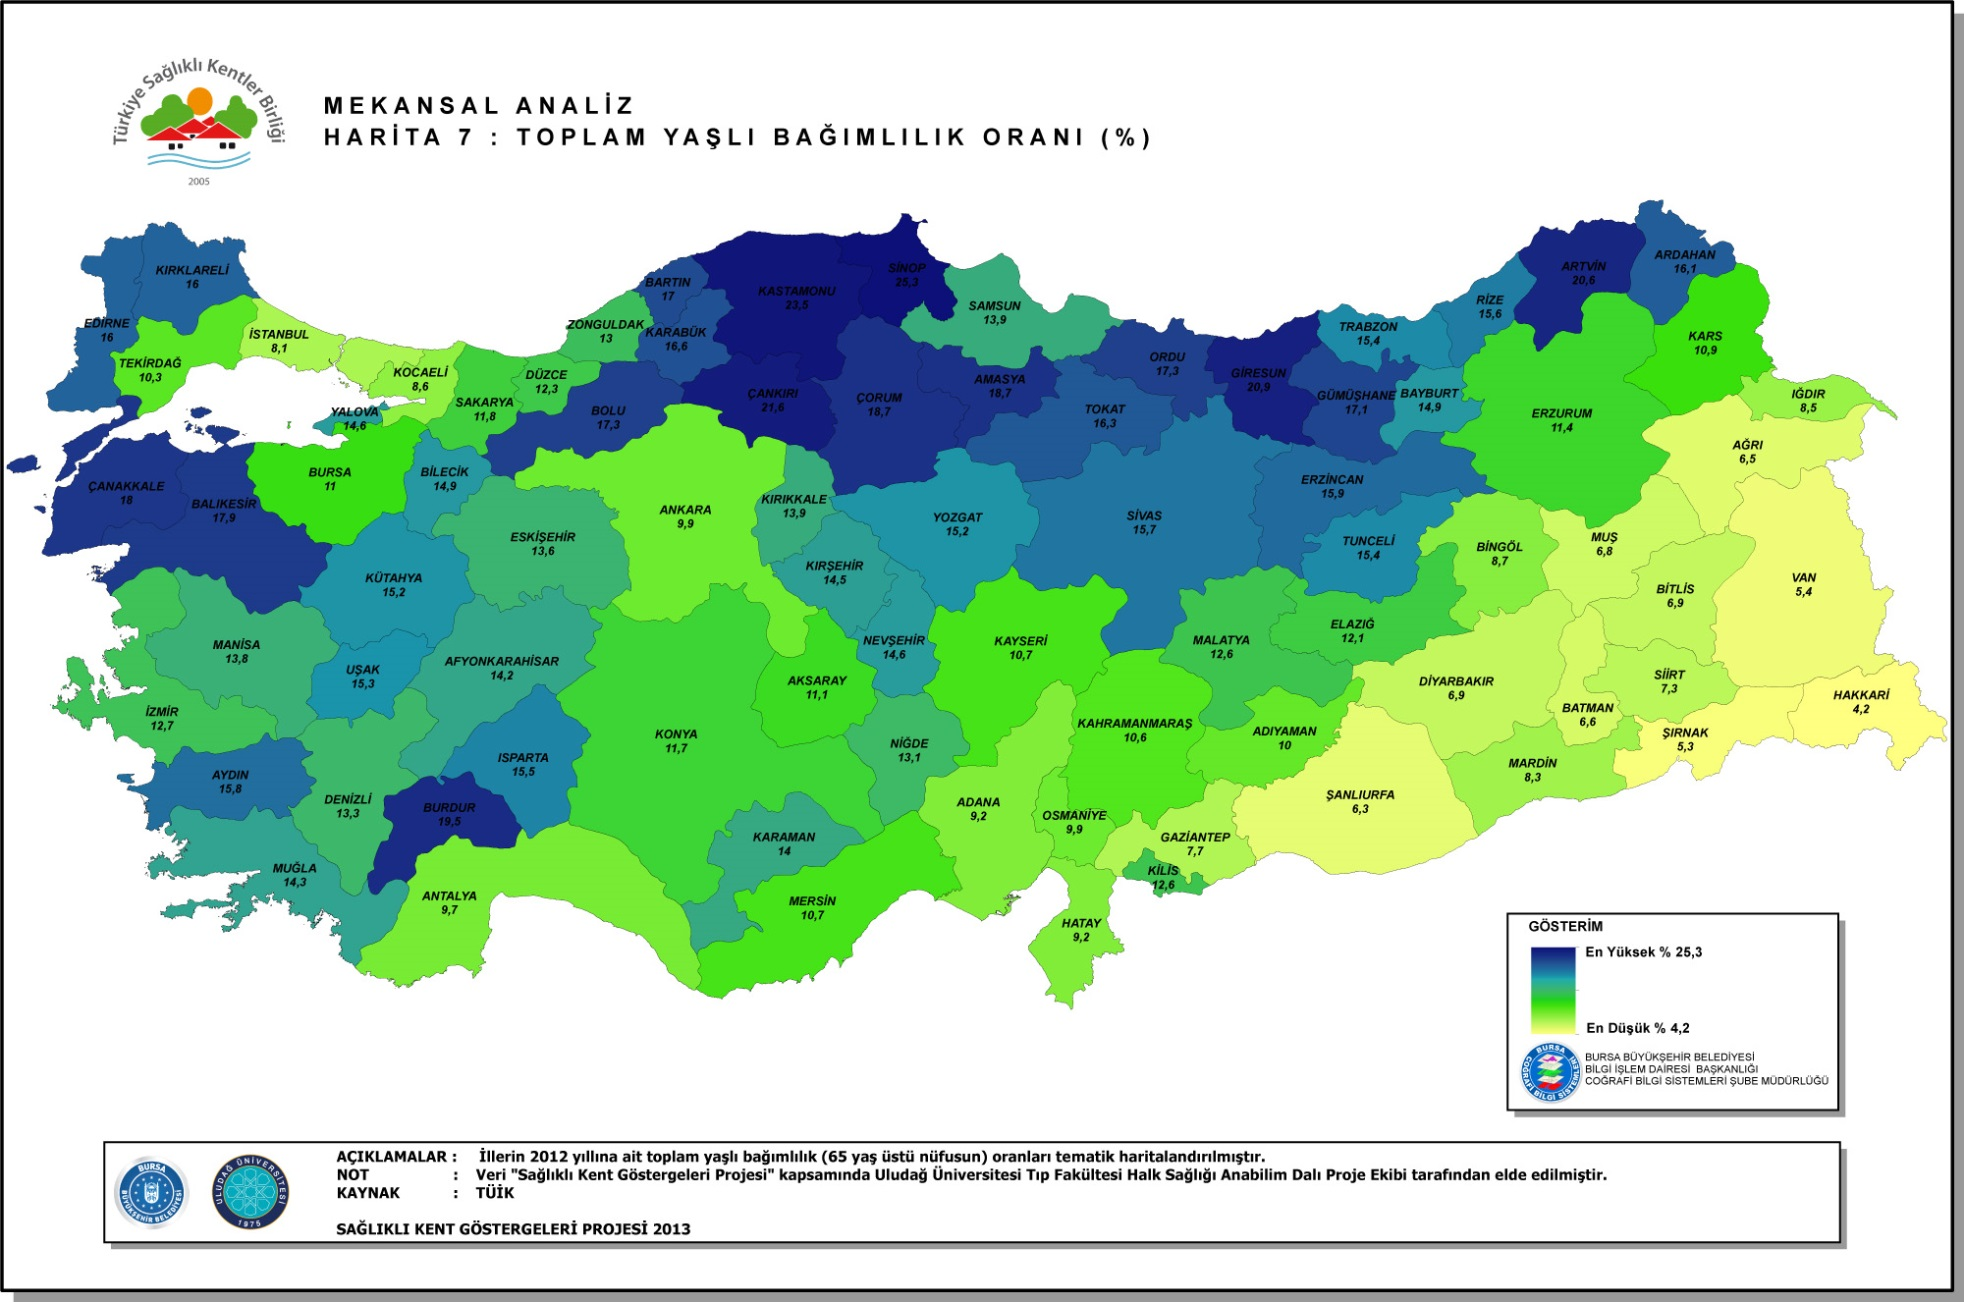 Türkiye Sağlıklı Kentler Birliği
2005
MEKANSAL ANALİZ
HARİTA 7 : TOPLAM YAŞLI BAĞIMLILIK ORANI (%)
KIRKLARELİ
16
EDİRNE
16
TEKİRDAĞ
10,3
İSTANBUL
8,1
KOCAELİ
8,6
YALOVA
14,6
SAKARYA
11,8
DÜZCE
12,3
ZONGULDAK
13
BARTIN
17
KARABÜK
16,6
KASTAMONU
23,5
SİNOP
25,3
SAMSUN
13,9
BOLU
17,3
ÇANKIRI
21,6
ÇORUM
18,7
AMASYA
18,7
TOKAT
16,3
ORDU
17,3
GİRESUN
20,9
GÜMÜŞHANE
17,1
TRABZON
15,4
BAYBURT
14,9
RİZE
15,6
ARTVİN
20,6
ARDAHAN
16,1
KARS
10,9
IĞDIR
8,5
ERZURUM
11,4
AĞRI
6,5
ÇANAKKALE
18
BALIKESİR
17,9
BURSA
11
BİLECİK
14,9
ESKİŞEHİR
13,6
ANKARA
9,9
KIRIKKALE
13,9
KIRŞEHİR
14,5
YOZGAT
15,2
SİVAS
15,7
ERZİNCAN
15,9
TUNCELİ
15,4
BİNGÖL
8,7
MUŞ
6,8
BİTLİS
6,9
VAN
5,4
KÜTAHYA
15,2
MANİSA
13,8
UŞAK
15,3
AFYONKARAHİSAR
14,2
İZMİR
12,7
AYDIN
15,8
DENİZLİ
13,3
BURDUR
19,5
ISPARTA
15,5
KONYA
11,7
AKSARAY
11,1
NEVŞEHİR
14,6
NİĞDE
13,1
KAYSERİ
10,7
MALATYA
12,6
ELAZIĞ
12,1
DİYARBAKIR
6,9
BATMAN
6,6
SİİRT
7,3
ŞIRNAK
5,3
HAKKARİ
4,2
MARDİN
8,3
ŞANLIURFA
6,3
ADIYAMAN
10
KAHRAMANMARAŞ
10,6
GAZİANTEP
7,7
KİLİS
12,6
OSMANİYE
9,9
ADANA
9,2
HATAY
9,2
MERSİN
10,7
KARAMAN
14
ANTALYA
9,7
MUĞLA
14,3
GÖSTERİM
En Yüksek % 25,3
En Düşük % 4,2
BURSA
COĞRAFİ BİLGİ SİSTEMLERİ
BURSA BÜYÜKŞEHİR BELEDİYESİ
BİLGİ İŞLEM DAİRESİ BAŞKANLIĞI
COĞRAFİ BİLGİ SİSTEMLERİ ŞUBE MÜDÜRLÜĞÜ
BURSA
BÜYÜKŞEHİR BELEDİYESİ
ULUDAĞ ÜNİVERSİTESİ
1975
AÇIKLAMALAR : İllerin 2012 yıllına ait toplam yaşlı bağımlılık (65 yaş üstü nüfusun) oranları tematik haritalandırılmıştır.
NOT : Veri "Sağlıklı Kent Göstergeleri Projesi" kapsamında Uludağ Üniversitesi Tıp Fakültesi Halk Sağlığı Anabilim Dalı Proje Ekibi tarafından elde edilmiştir.
KAYNAK : TÜİK
SAĞLIKLI KENT GÖSTERGELERİ PROJESİ 2013